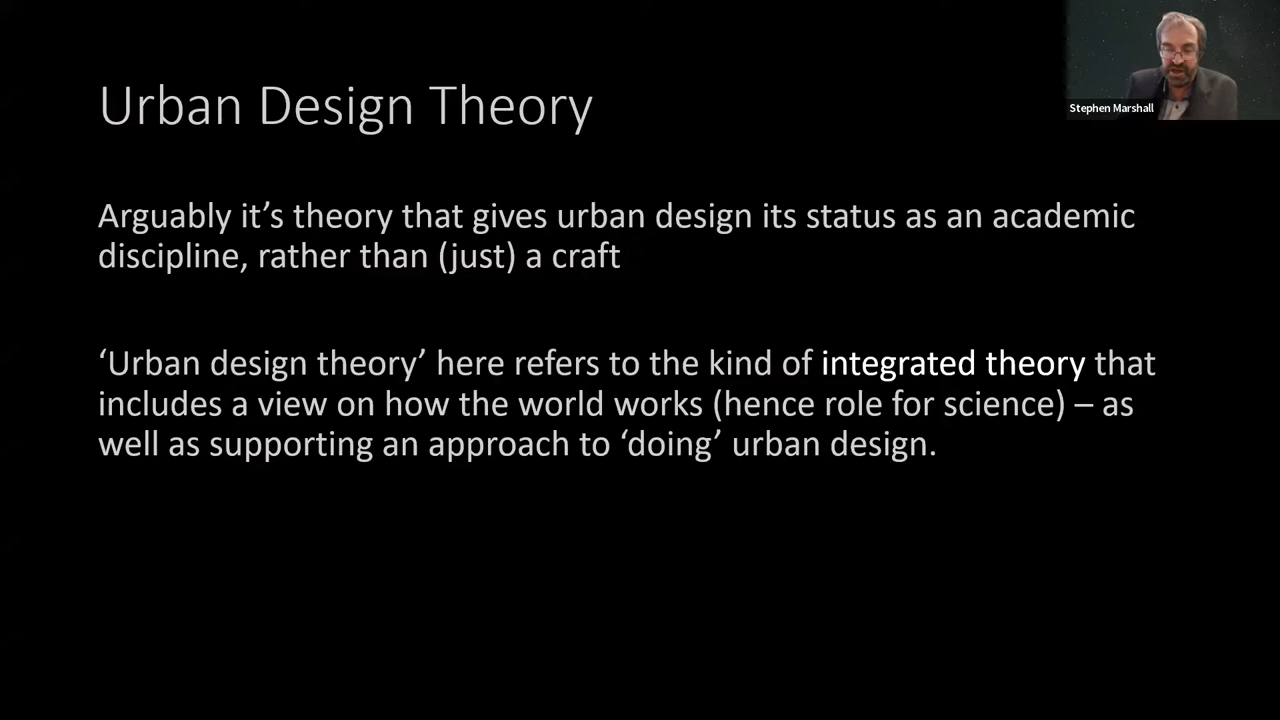 Urban Design Theory
Stephen Marshall
Arguably it’s theory that gives urban design its status as an academic
discipline, rather than (just) a craft
‘Urban design theory’ here refers to the kind of integrated theory that
includes a view on how the world works (hence role for science) – as
well as supporting an approach to ‘doing’ urban design.